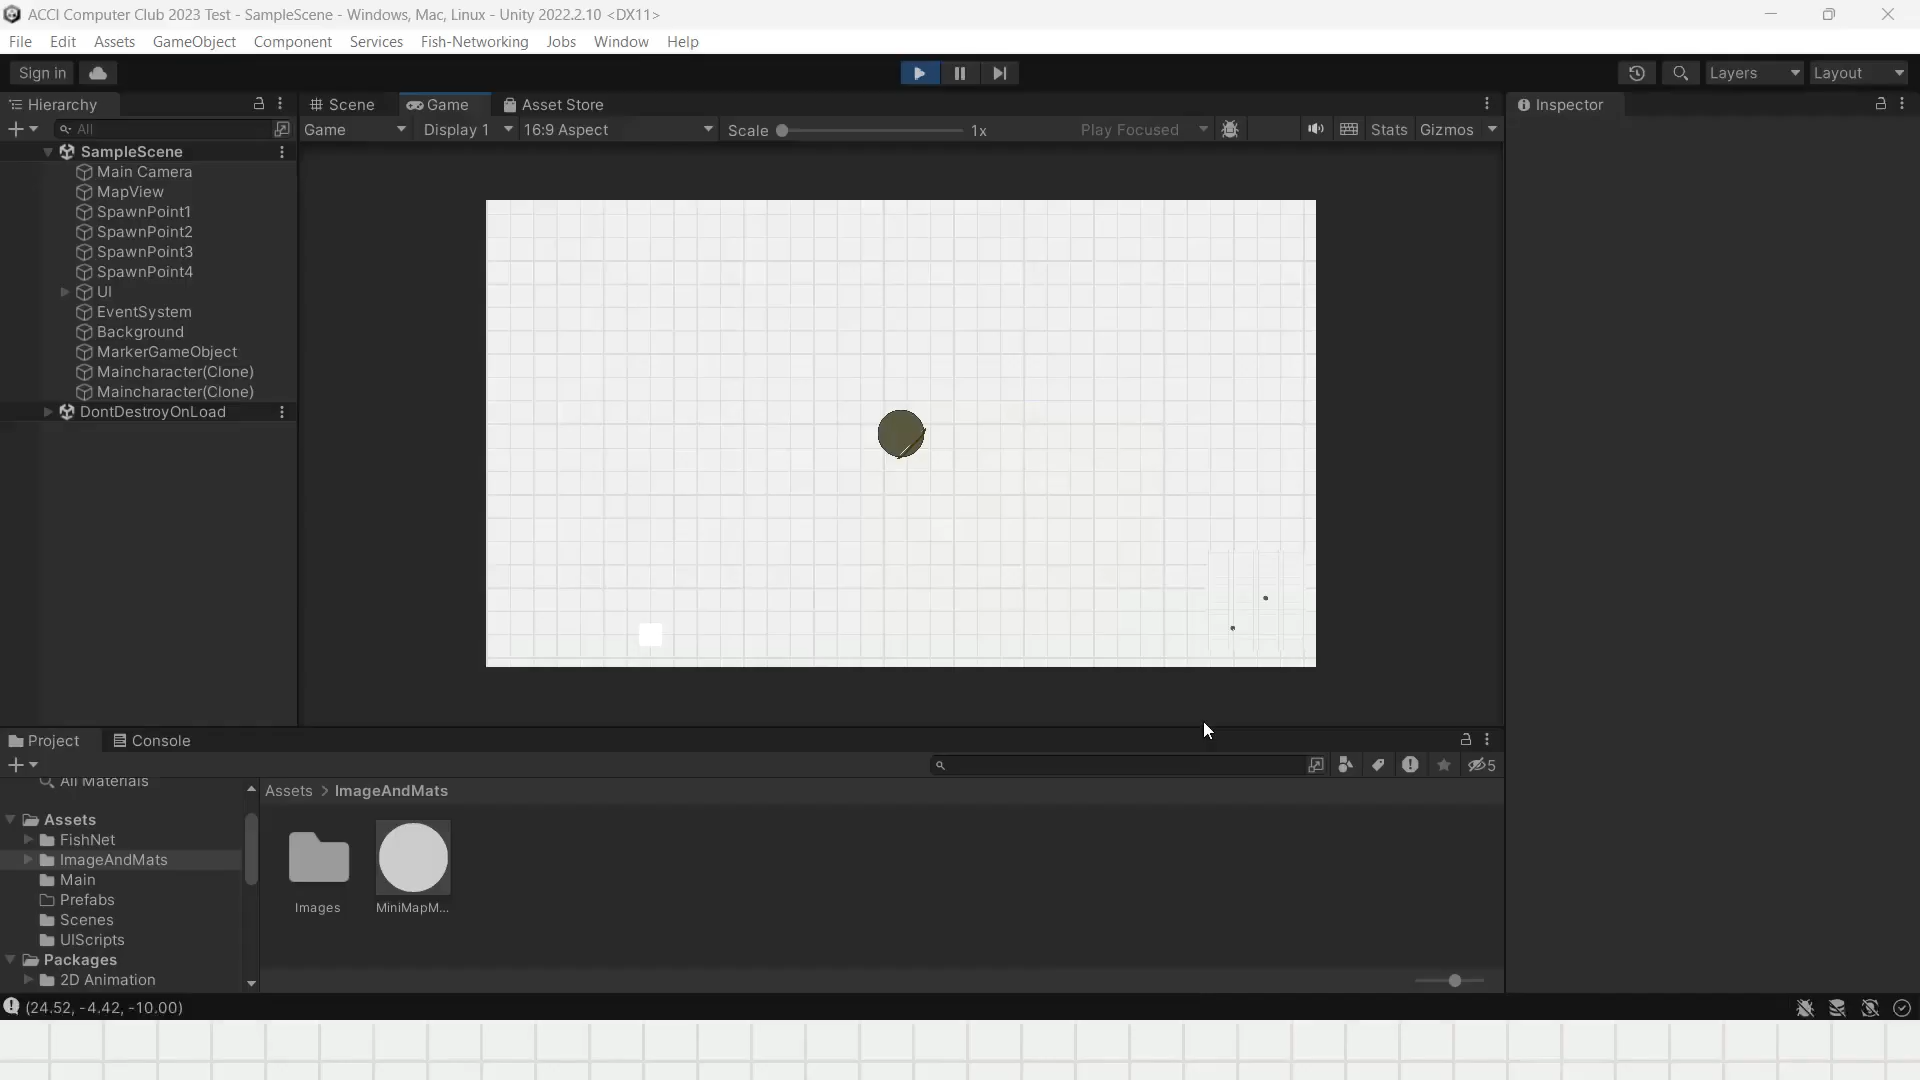 ACCI Computer Club 2023 Test - SampleScene - Windows, Mac, Linux - Unity 2022.2.10 <DX11>
File Edit Assets GameObject Component Services Fish-Networking Jobs Window Help
Sign in Layers Layout
Hierarchy Scene Game Asset Store Inspector
All Game Display 1 16:9 Aspect Scale 1x Play Focused Stats Gizmos
SampleScene
Main Camera
MapView
SpawnPoint1
SpawnPoint2
SpawnPoint3
SpawnPoint4
UI
EventSystem
Background
MarkerGameObject
Maincharacter(Clone)
Maincharacter(Clone)
DontDestroyOnLoad
Project Console
5
All Materials
Assets > ImageAndMats
Assets
FishNet
ImageAndMats
Main
Prefabs
Scenes
UIScripts
Packages
2D Animation
Images MiniMapM...
(24.52, -4.42, -10.00)